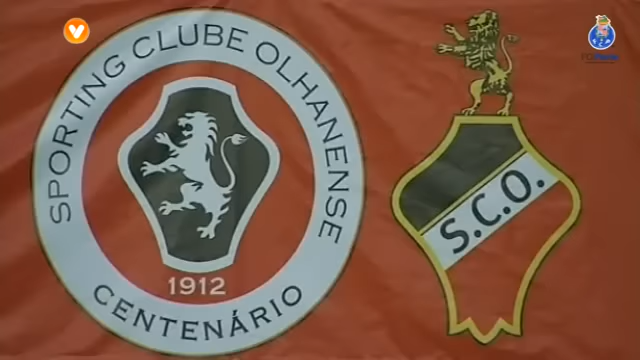 SPORTING CLUBE OLHANENSE
1912
CENTENÁRIO
S.C.O.